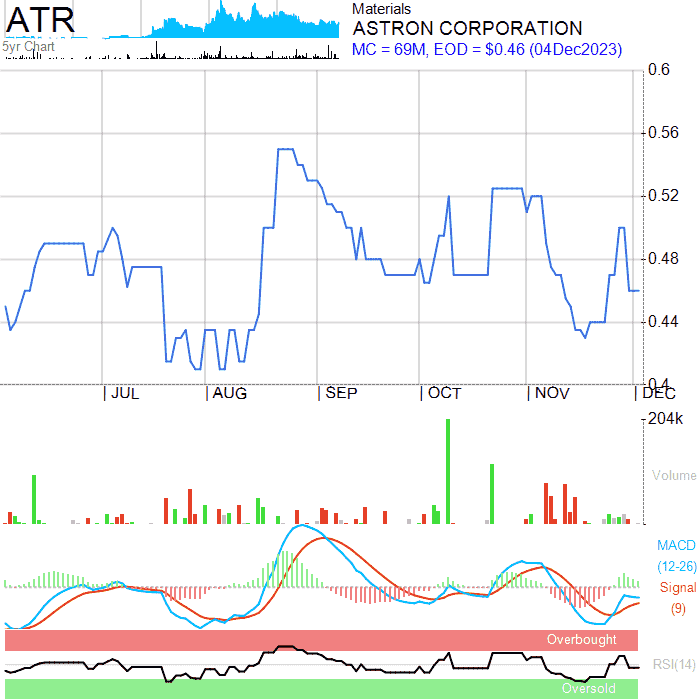 ATR
5yr Chart
Materials
ASTRON CORPORATION
MC = 69M, EOD = $0.46 (04Dec2023)
0.6
0.56
0.52
0.48
0.44
0.4
JUL AUG SEP OCT NOV DEC
204k
Volume
MACD
(12-26)
Signal
(9)
Overbought
RSI(14)
Oversold